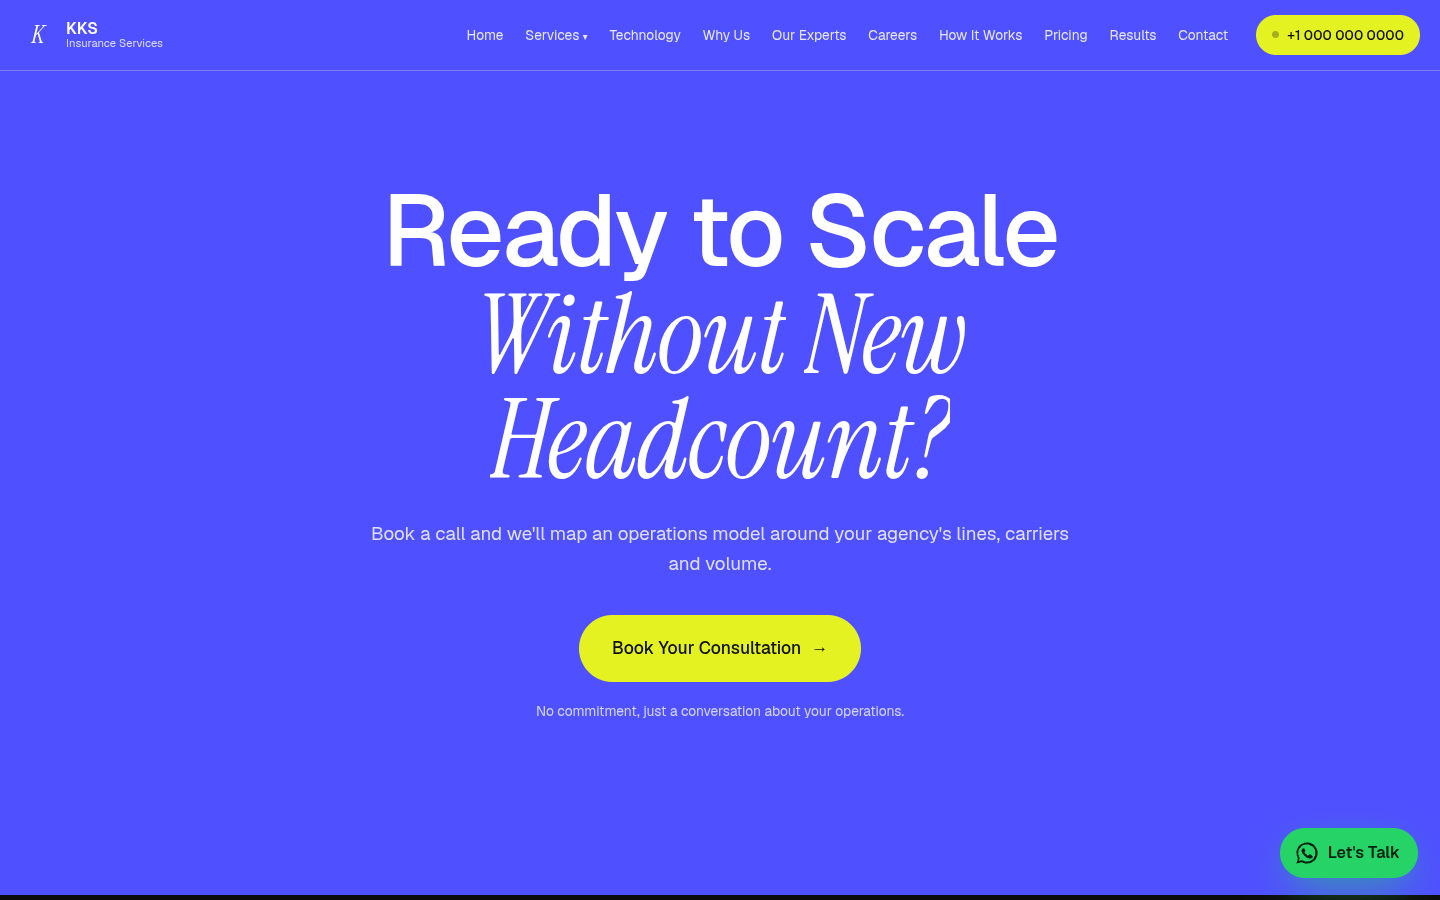 K
KKS
Insurance Services
Home Services ▾ Technology Why Us Our Experts Careers How It Works Pricing Results Contact
+1 000 000 0000
Ready to Scale
Without New
Headcount?
Book a call and we'll map an operations model around your agency's lines, carriers
and volume.
Book Your Consultation →
No commitment, just a conversation about your operations.
Let's Talk